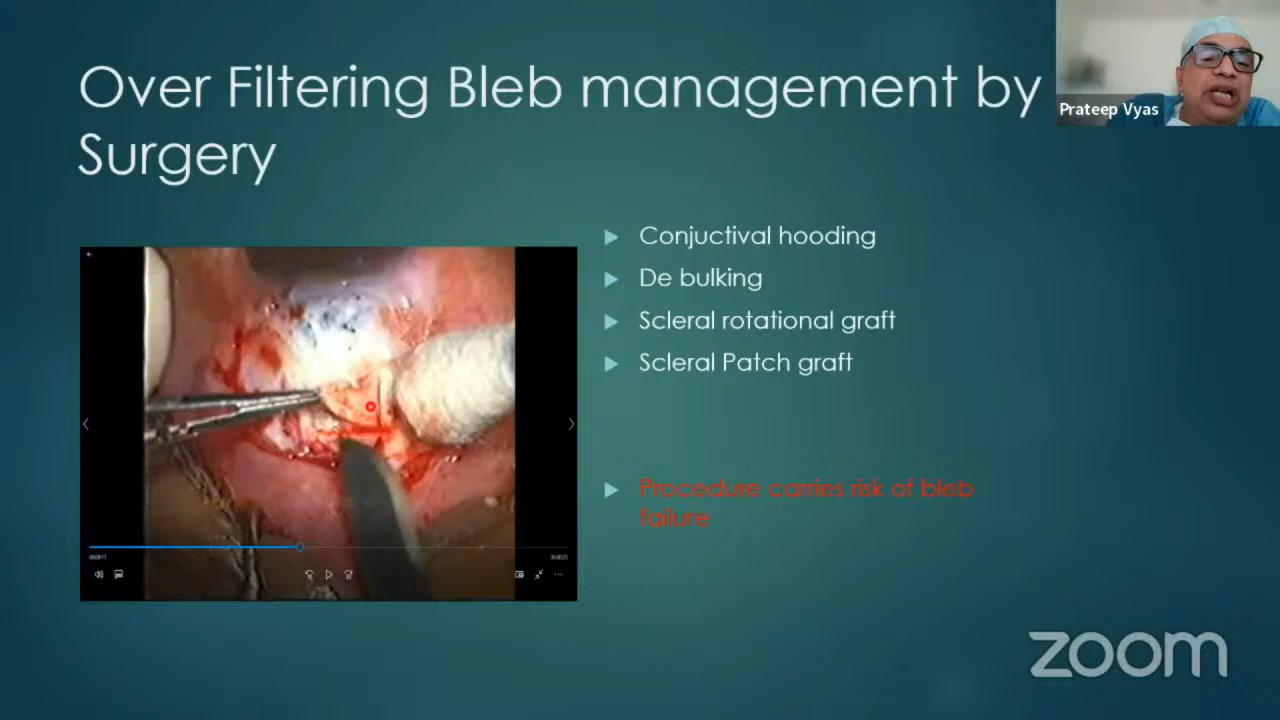 Over Filtering Bleb management by
Surgery
Prateep Vyas
Conjuctival hooding
De bulking
Scleral rotational graft
Scleral Patch graft
Procedure carries risk of bleb
failure
zoom